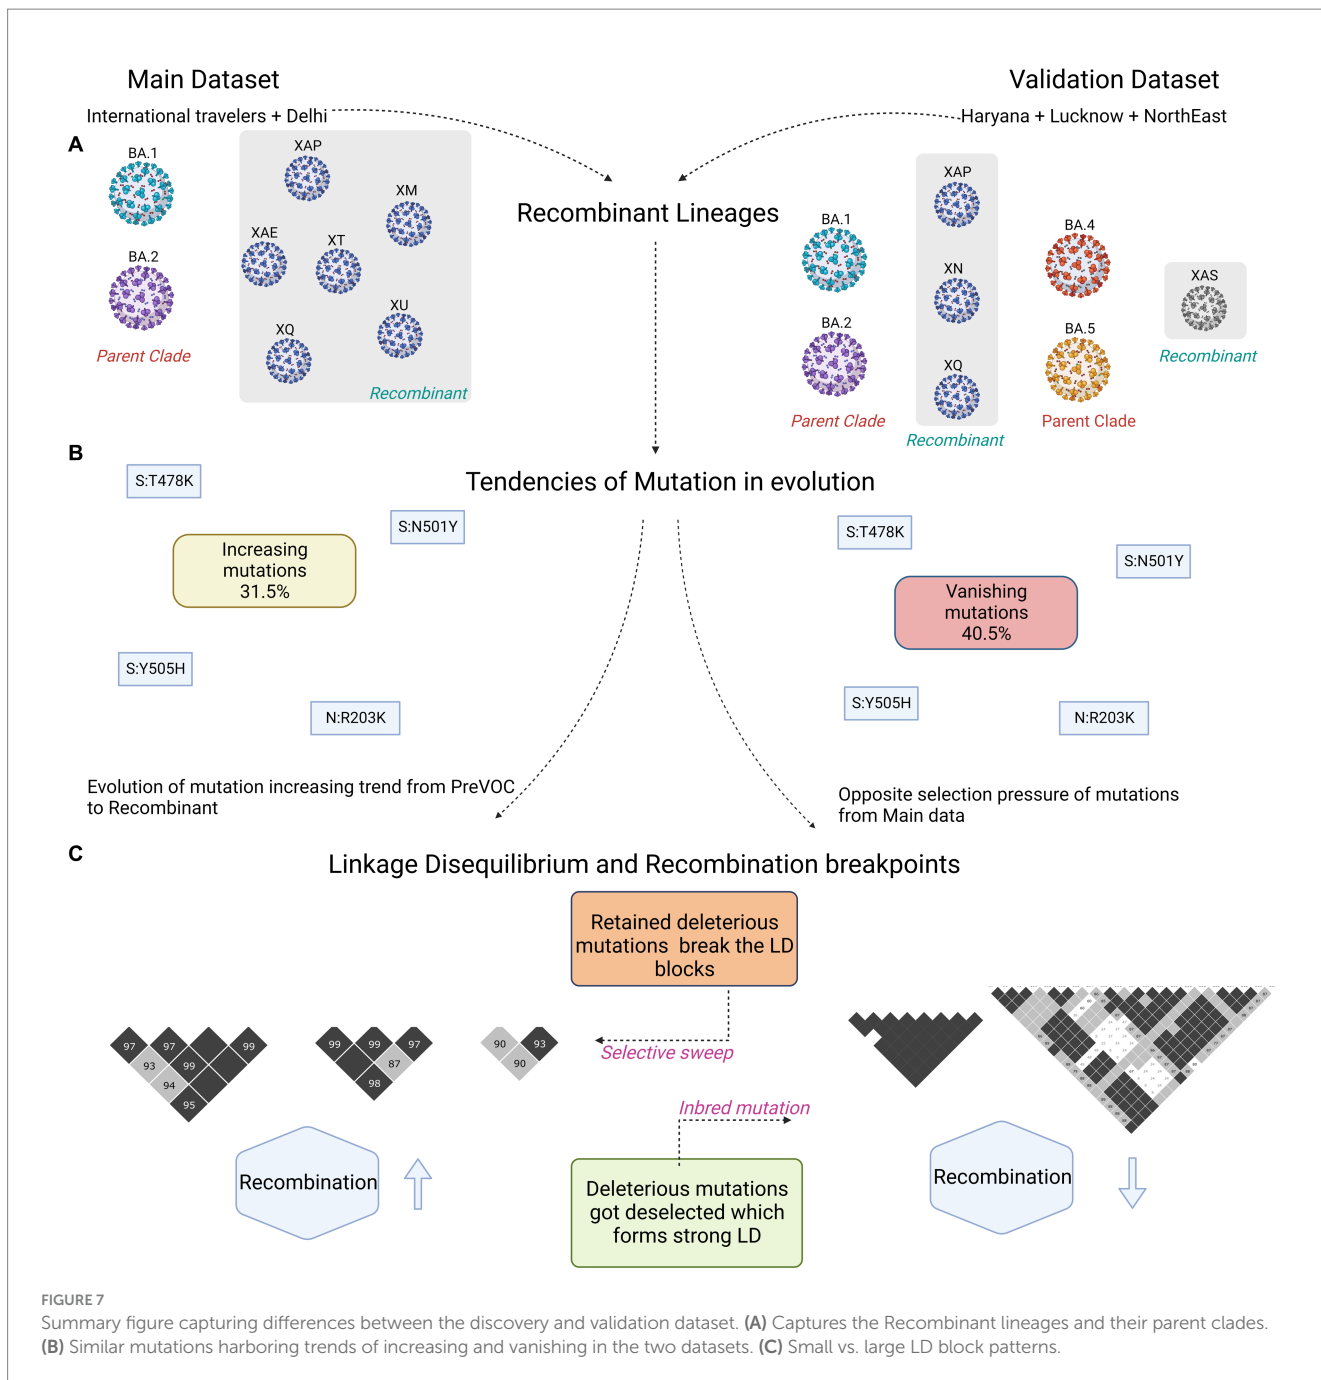 Main Dataset
Validation Dataset
International travelers + Delhi
Haryana + Lucknow + NorthEast
A
BA.1
BA.2
Parent Clade
XAP
XM
XAE
XT
XU
XQ
Recombinant
Recombinant Lineages
BA.1
BA.2
Parent Clade
XAP
XN
XQ
Recombinant
BA.4
BA.5
Parent Clade
XAS
Recombinant
B
Tendencies of Mutation in evolution
S:T478K
S:N501Y
Increasing
mutations
31.5%
S:Y505H
N:R203K
Evolution of mutation increasing trend from PreVOC
to Recombinant
S:T478K
S:N501Y
Vanishing
mutations
40.5%
S:Y505H
N:R203K
Opposite selection pressure of mutations
from Main data
C
Linkage Disequilibrium and Recombination breakpoints
Retained deleterious
mutations break the LD
blocks
97 97 99
93 99
94
95
99 99 97
87
98
90 93
90
Selective sweep
Inbred mutation
Recombination
Deleterious mutations
got deselected which
forms strong LD
Recombination
FIGURE 7
Summary figure capturing differences between the discovery and validation dataset. (A) Captures the Recombinant lineages and their parent clades.
(B) Similar mutations harboring trends of increasing and vanishing in the two datasets. (C) Small vs. large LD block patterns.